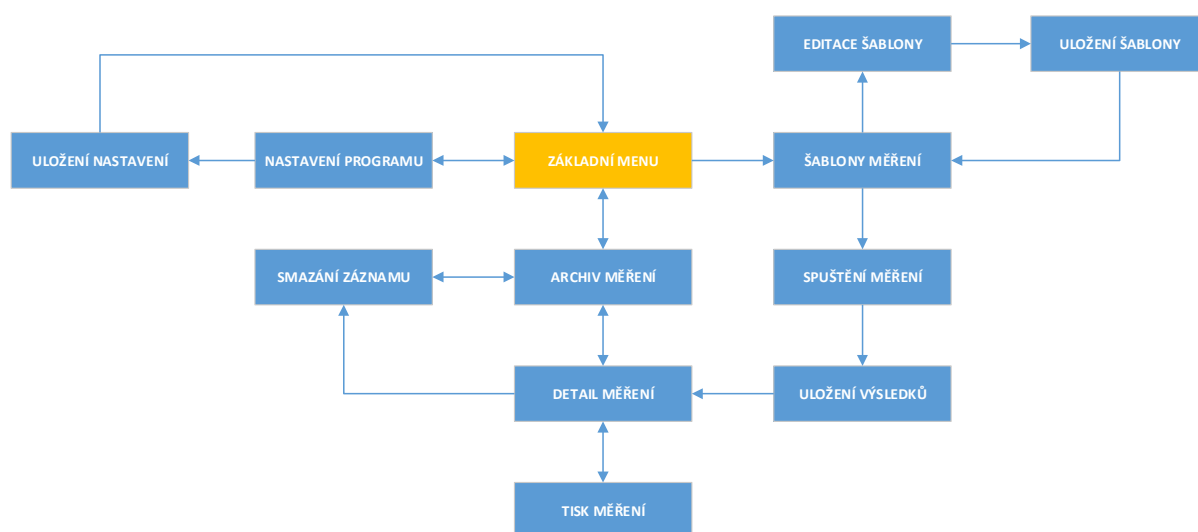 EDITACE ŠABLONY
ULOŽENÍ ŠABLONY
ULOŽENÍ NASTAVENÍ
NASTAVENÍ PROGRAMU
ZÁKLADNÍ MENU
ŠABLONY MĚŘENÍ
SMAZÁNÍ ZÁZNAMU
ARCHIV MĚŘENÍ
SPUŠTĚNÍ MĚŘENÍ
DETAIL MĚŘENÍ
ULOŽENÍ VÝSLEDKŮ
TISK MĚŘENÍ